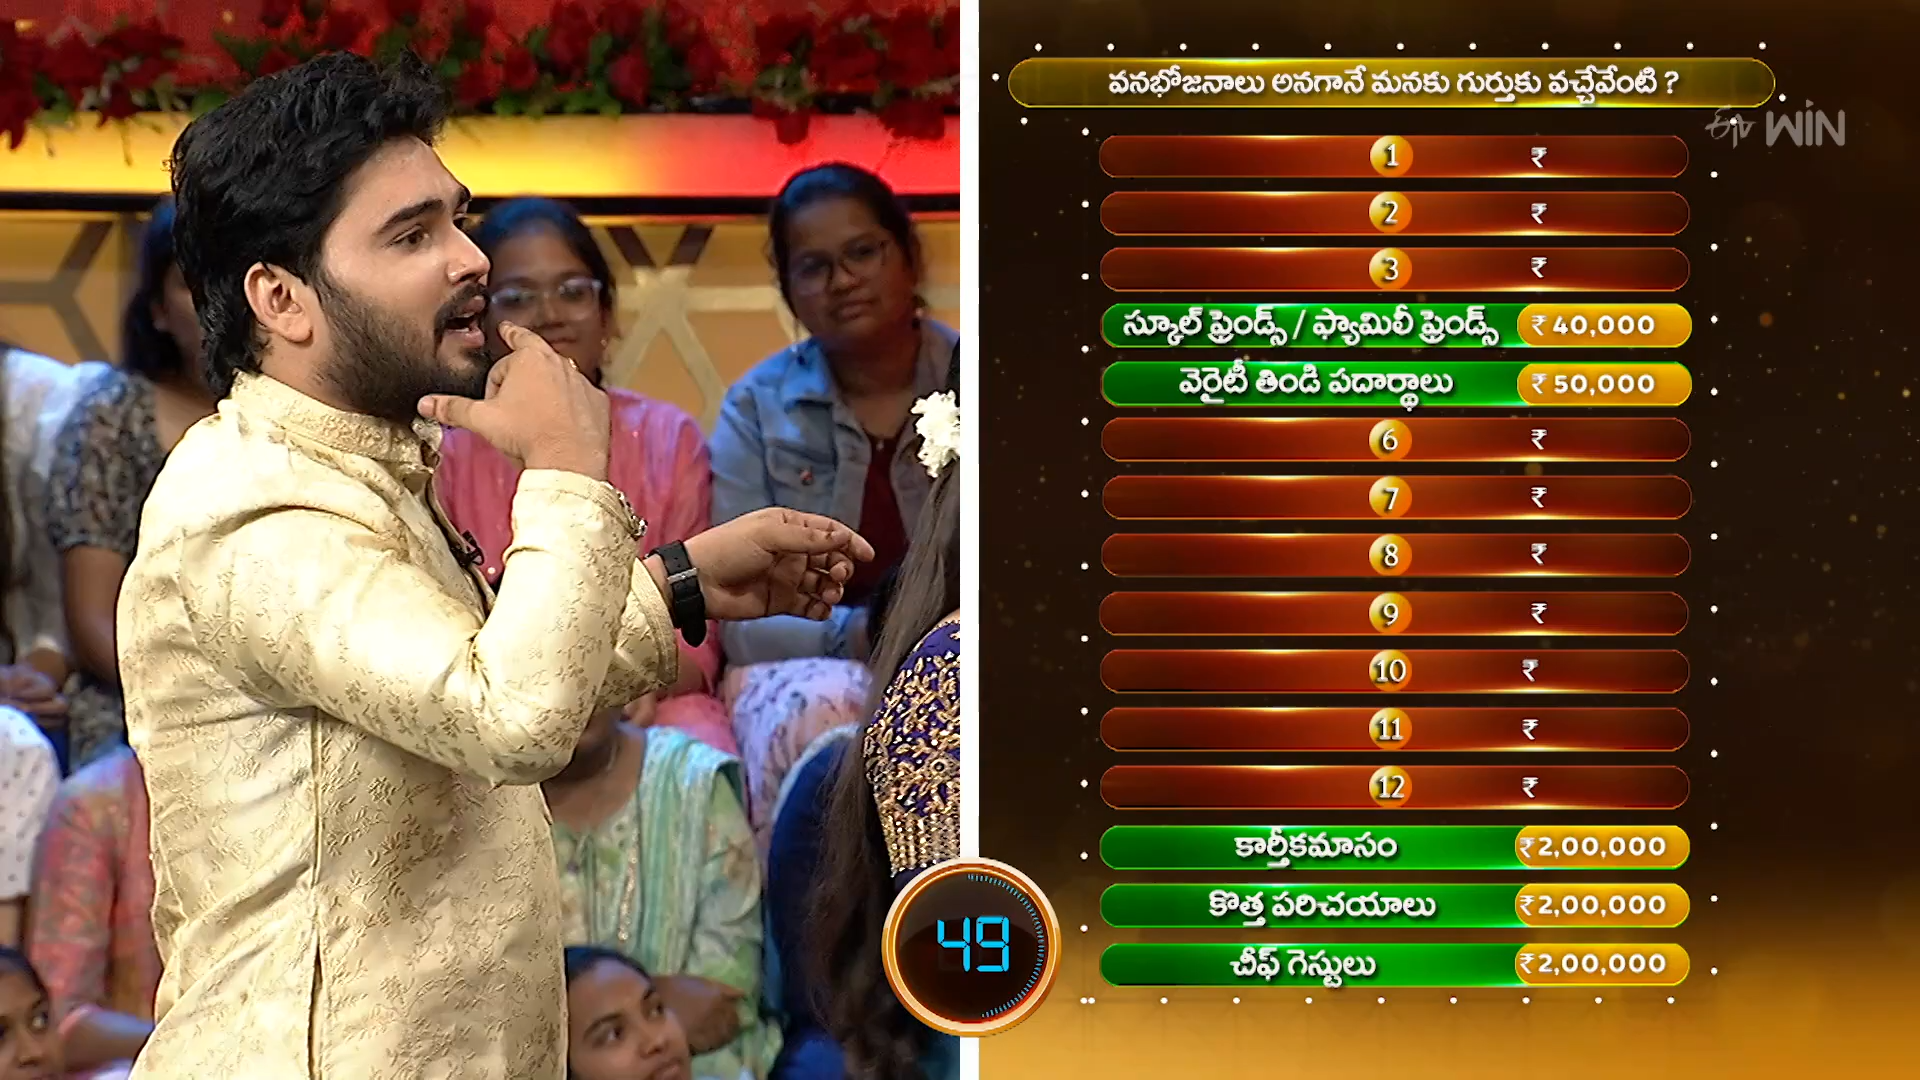 వనభోజనాలు అనగానే మనకు గుర్తుకు వచ్చేవేంటి ?
ఈటీవీ WIN
1 ₹
2 ₹
3 ₹
స్కూల్ ఫ్రెండ్స్ / ఫ్యామిలీ ఫ్రెండ్స్ ₹ 40,000
వెరైటీ తిండి పదార్థాలు ₹ 50,000
6 ₹
7 ₹
8 ₹
9 ₹
10 ₹
11 ₹
12 ₹
కార్తీకమాసం ₹2,00,000
కొత్త పరిచయాలు ₹2,00,000
చీఫ్ గెస్టులు ₹2,00,000
49